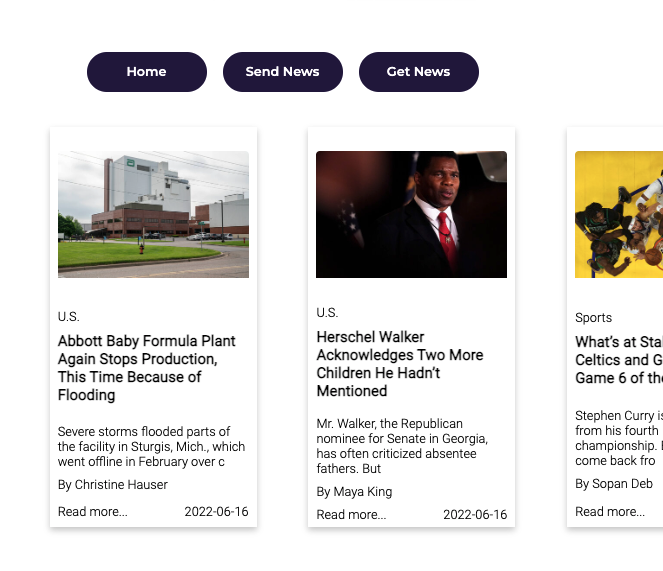 Home
Send News
Get News
U.S.
Abbott Baby Formula Plant
Again Stops Production,
This Time Because of
Flooding
Severe storms flooded parts of
the facility in Sturgis, Mich., which
went offline in February over c
By Christine Hauser
Read more...
2022-06-16
U.S.
Herschel Walker
Acknowledges Two More
Children He Hadn’t
Mentioned
Mr. Walker, the Republican
nominee for Senate in Georgia,
has often criticized absentee
fathers. But
By Maya King
Read more...
2022-06-16
Sports
What’s at Sta
Celtics and G
Game 6 of the
Stephen Curry is
from his fourth
championship.
come back fro
By Sopan Deb
Read more...